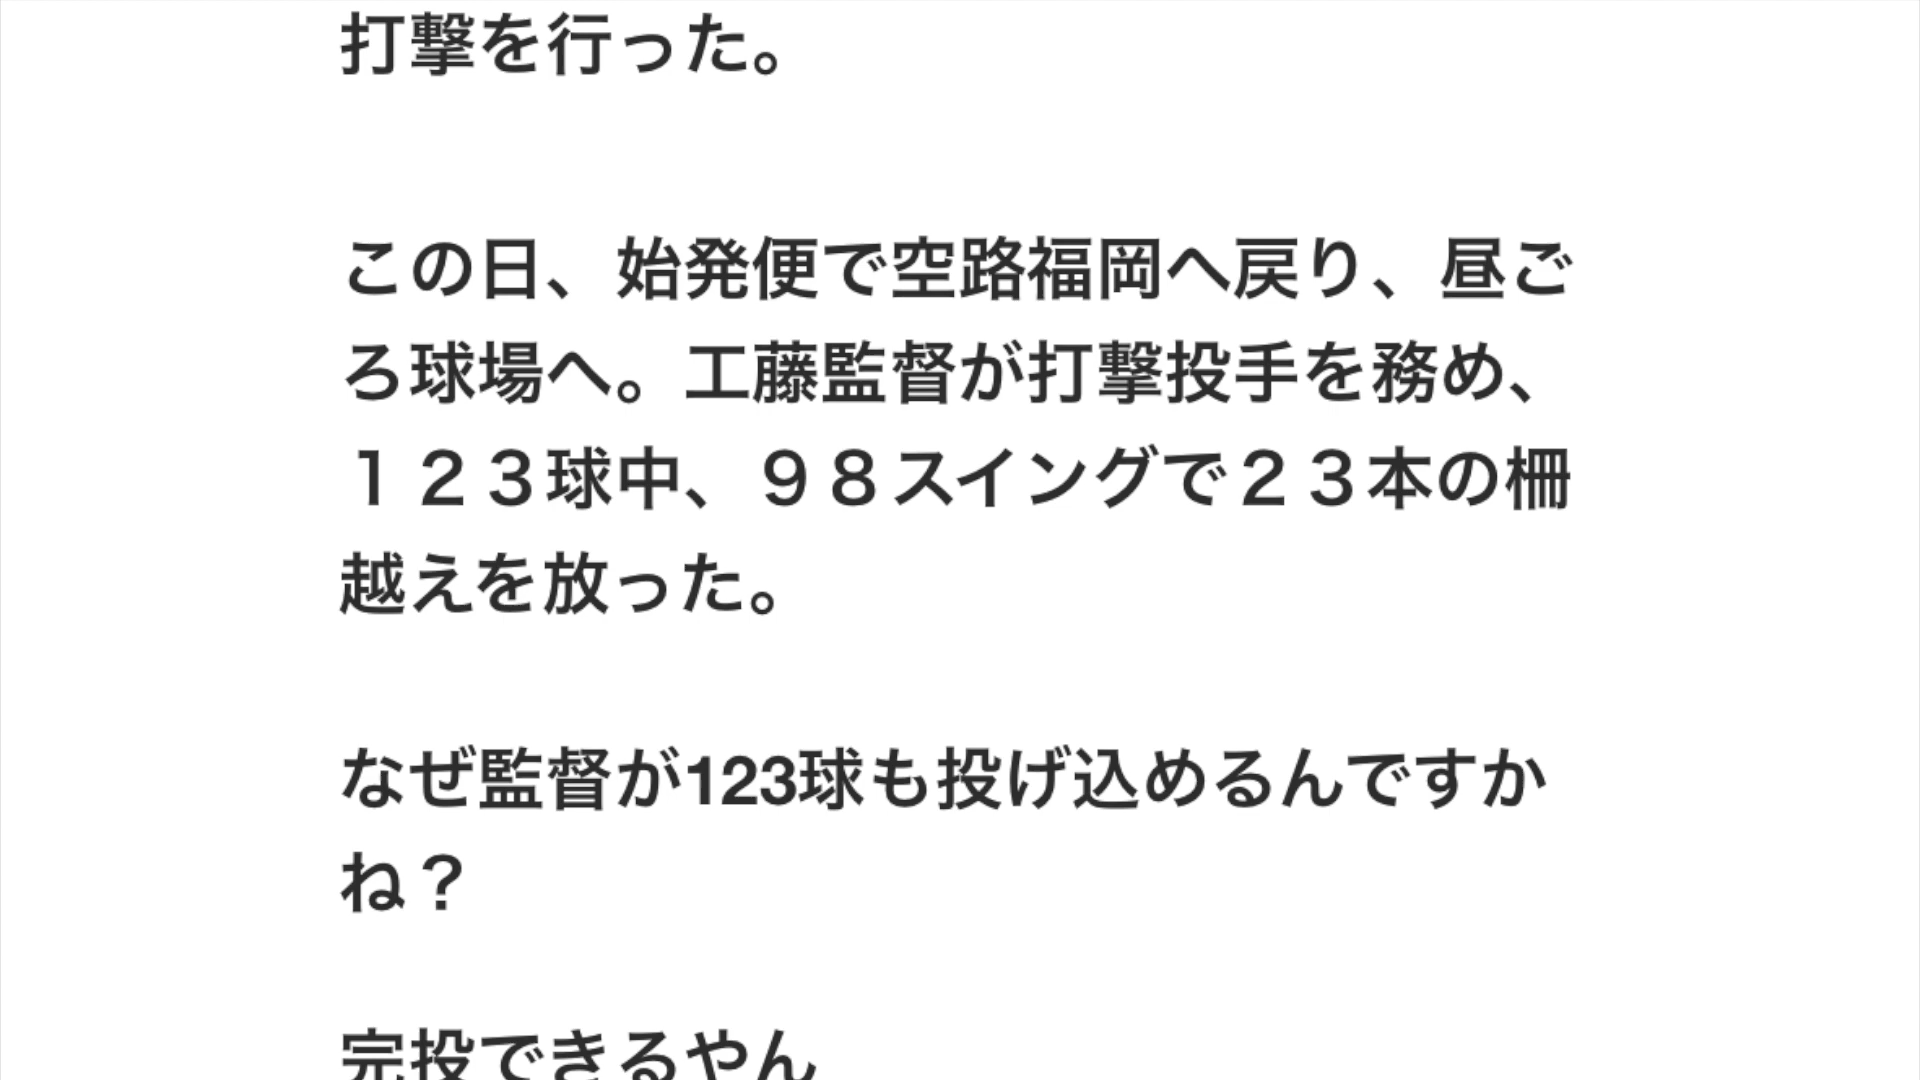 打撃を行った。
この日、始発便で空路福岡へ戻り、昼ご
ろ球場へ。工藤監督が打撃投手を務め、
１２３球中、９８スイングで２３本の柵
越えを放った。
なぜ監督が123球も投げ込めるんですか
ね？
完投できるやん